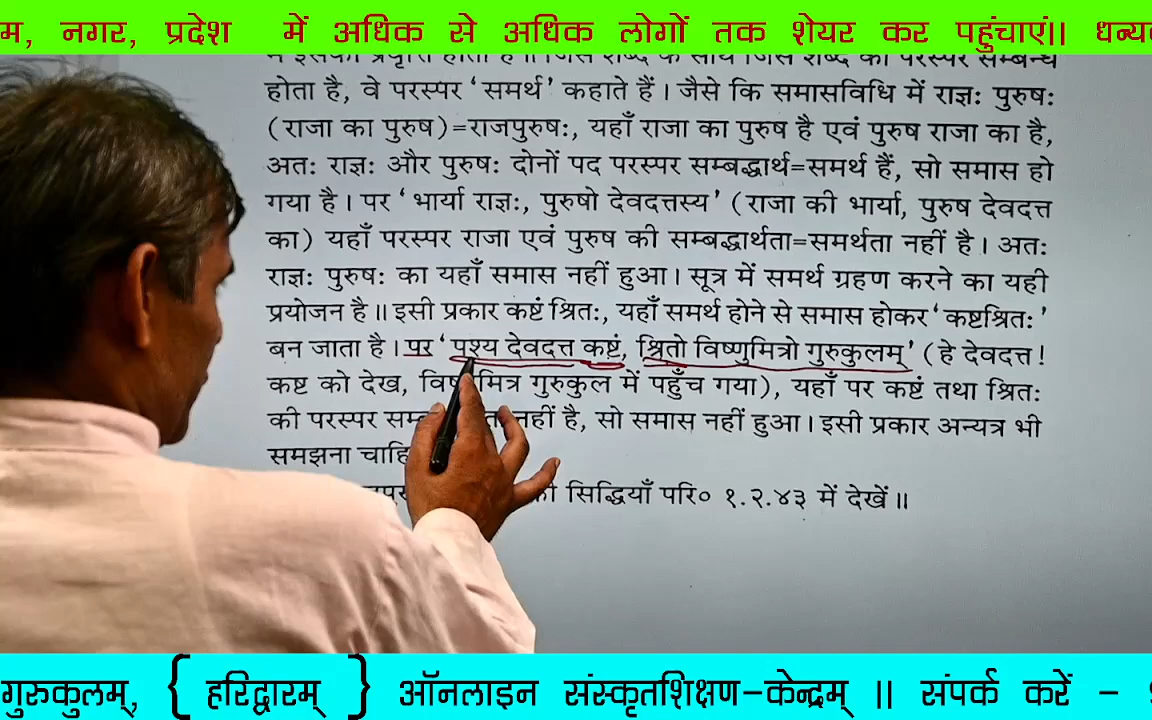 नगर, प्रदेश में अधिक से अधिक लोगों तक शेयर कर पहुंचाएं।।
होता है, वे परस्पर ‘समर्थ’ कहाते हैं। जैसे कि समासविधि में राज्ञः पुरुषः
(राजा का पुरुष)=राजपुरुषः, यहाँ राजा का पुरुष है एवं पुरुष राजा का है,
अतः राज्ञः और पुरुषः दोनों पद परस्पर सम्बद्धार्थ=समर्थ हैं, सो समास हो
गया है। पर ‘भार्या राज्ञः, पुरुषो देवदत्तस्य’ (राजा की भार्या, पुरुष देवदत्त
का) यहाँ परस्पर राजा एवं पुरुष की सम्बद्धार्थता=समर्थता नहीं है। अतः
राज्ञः पुरुषः का यहाँ समास नहीं हुआ। सूत्र में समर्थ ग्रहण करने का यही
प्रयोजन है॥ इसी प्रकार कष्टं श्रितः, यहाँ समर्थ होने से समास होकर ‘कष्टश्रितः’
बन जाता है। पर ‘पश्य देवदत्त कष्टं, श्रितो विष्णुमित्रो गुरुकुलम्’ (हे देवदत्त!
कष्ट को देख, गुरुकुल में पहुँच गया), यहाँ पर कष्टं तथा श्रितः
की परस्पर नहीं है, सो समास नहीं हुआ। इसी प्रकार अन्यत्र भी
समझना
की सिद्धियाँ परि० १.२.४३ में देखें॥
गुरुकुलम्, { हरिद्वारम् } ऑनलाइन संस्कृतशिक्षण-केन्द्रम् ॥ संपर्क करें -